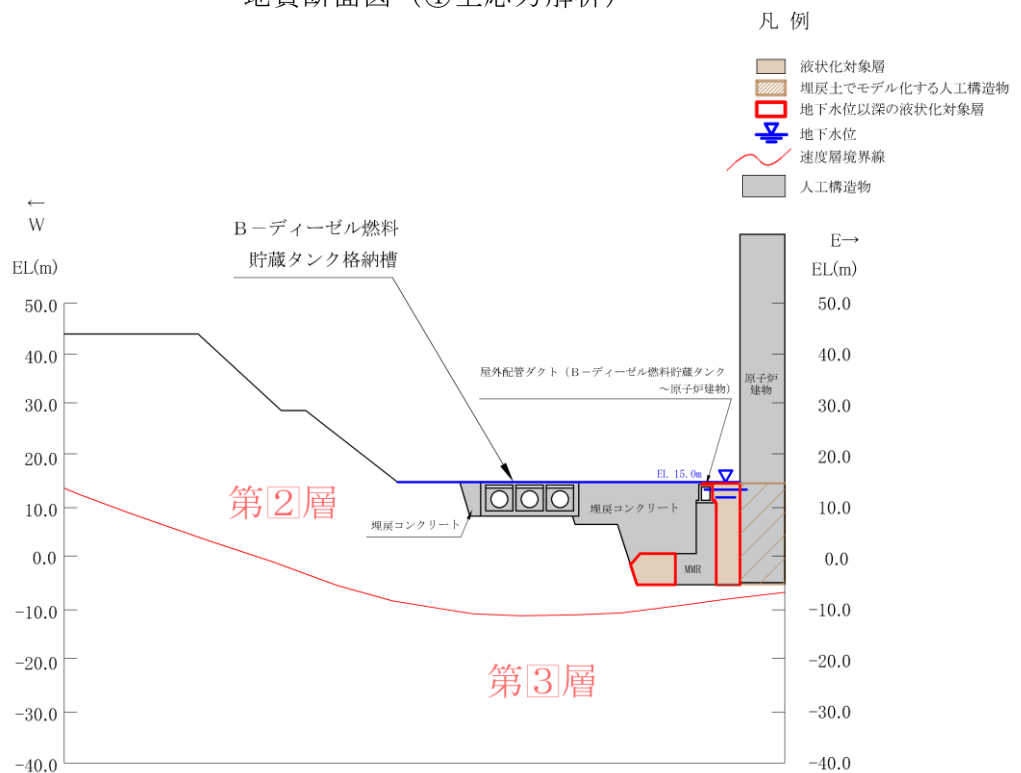 凡 例
液状化対象層
埋戻土でモデル化する人工構造物
地下水位以深の液状化対象層
地下水位
速度層境界線
人工構造物
←
W
EL(m)
B-ディーゼル燃料
貯蔵タンク格納槽
E→
EL(m)
50.0
40.0
30.0
20.0
10.0
0.0
-10.0
-20.0
-30.0
-40.0
屋外配管ダクト(B-ディーゼル燃料貯蔵タンク
~原子炉建物)
原子炉
建物
EL 15.0m
第2層
埋戻コンクリート
埋戻コンクリート
MMR
第3層
50.0
40.0
30.0
20.0
10.0
0.0
-10.0
-20.0
-30.0
-40.0